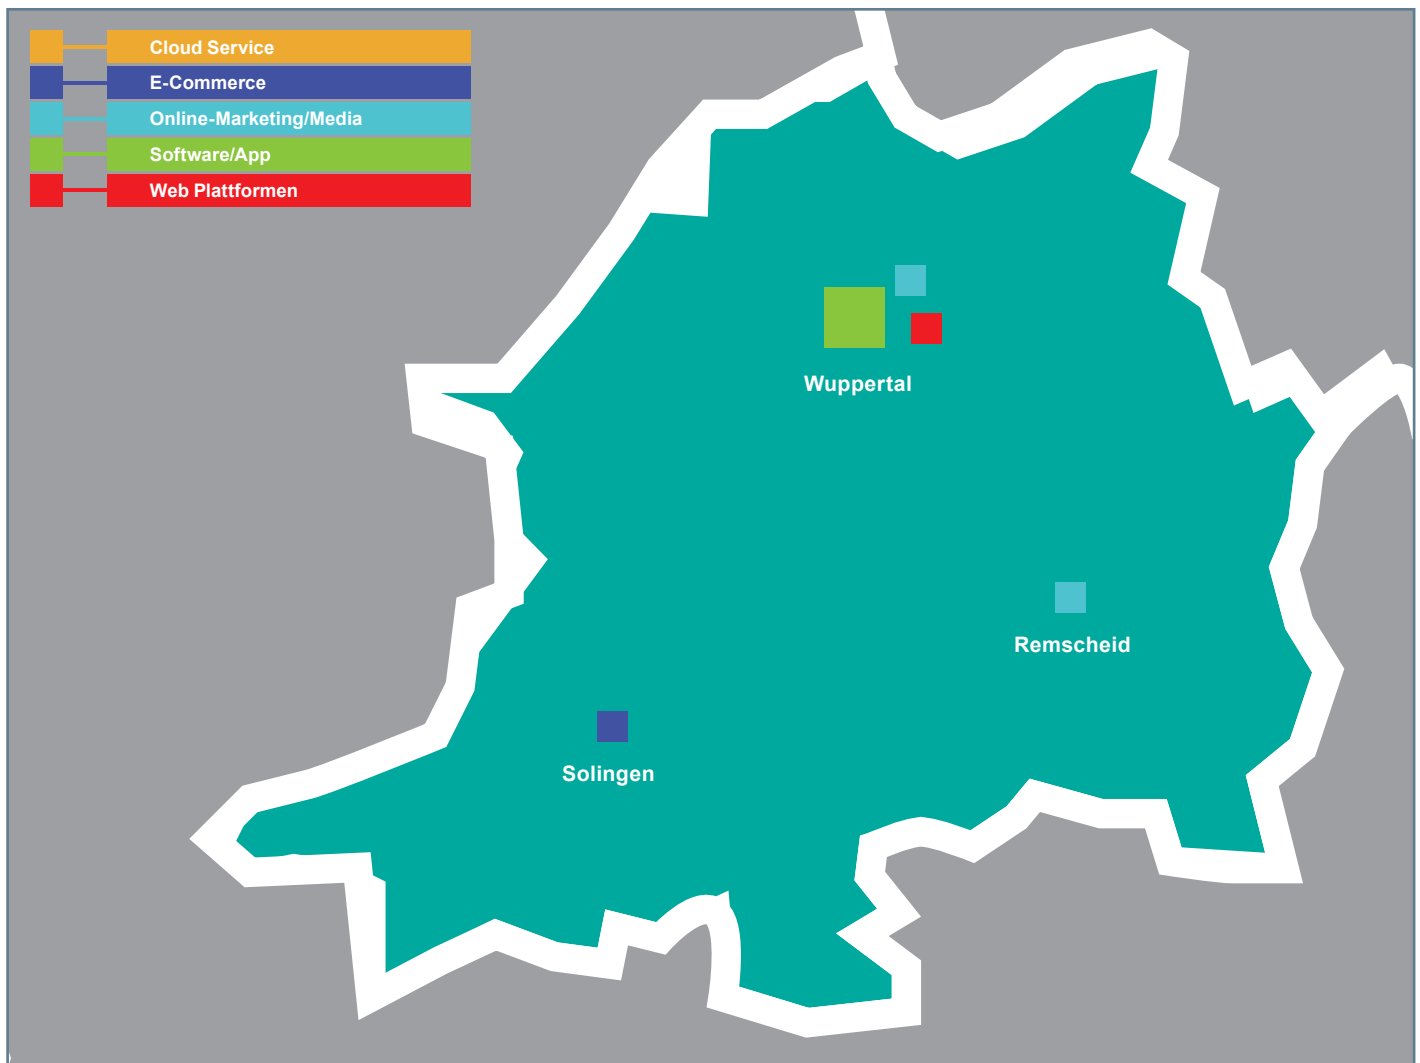 Cloud Service
E-Commerce
Online-Marketing/Media
Software/App
Web Plattformen
Wuppertal
Remscheid
Solingen